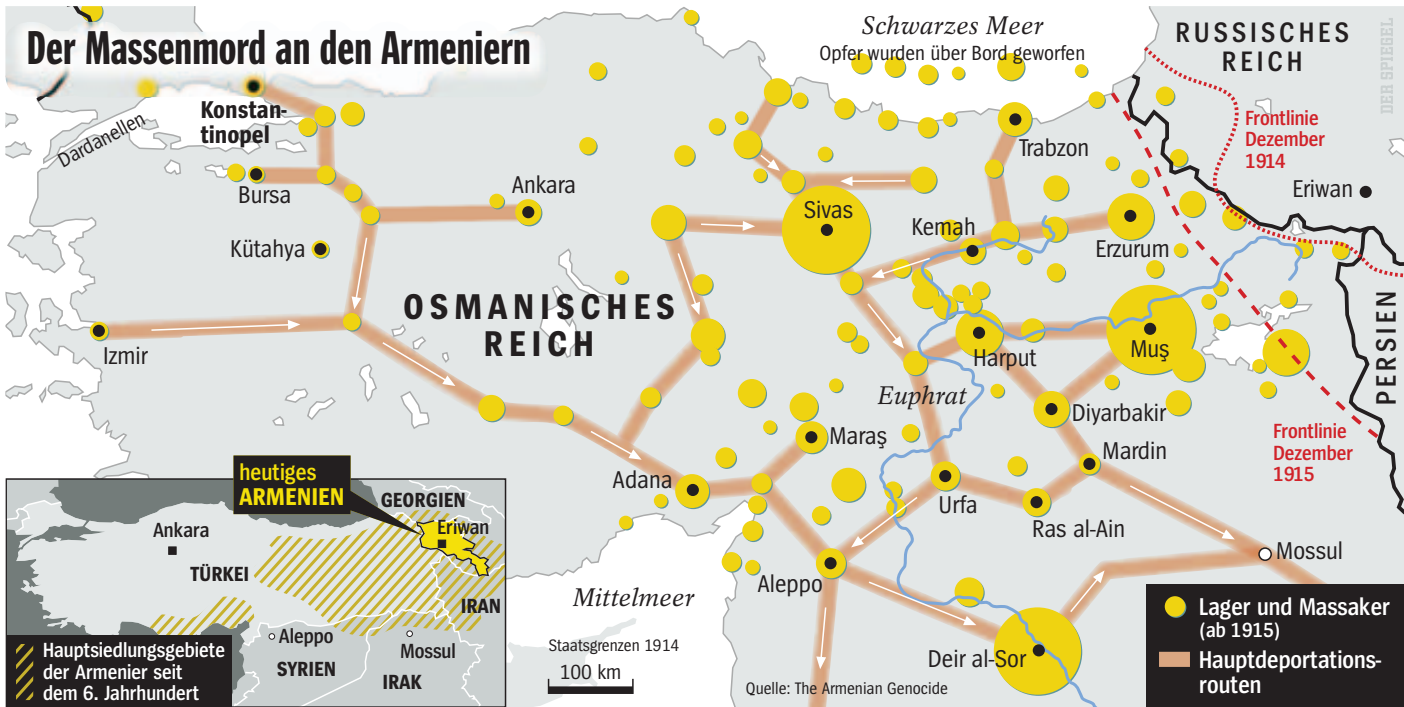 Der Massenmord an den Armeniern
Schwarzes Meer
Opfer wurden über Bord geworfen
RUSSISCHES
REICH
DER SPIEGEL
Konstan-
tinopel
Dardanellen
Bursa
Ankara
Kütahya
Izmir
OSMANISCHES
REICH
Sivas
Trabzon
Kemah
Erzurum
Frontlinie
Dezember
1914
Eriwan
PERSIEN
Harput
Muş
Euphrat
Diyarbakir
Maraş
Mardin
Frontlinie
Dezember
1915
Adana
Urfa
Ras al-Ain
Aleppo
Mossul
Deir al-Sor
Mittelmeer
Staatsgrenzen 1914
100 km
Quelle: The Armenian Genocide
Lager und Massaker
(ab 1915)
Hauptdeportations-
routen
heutiges
ARMENIEN
GEORGIEN
Eriwan
Ankara
TÜRKEI
IRAN
Aleppo
Mossul
SYRIEN
IRAK
Hauptsiedlungsgebiete
der Armenier seit
dem 6. Jahrhundert